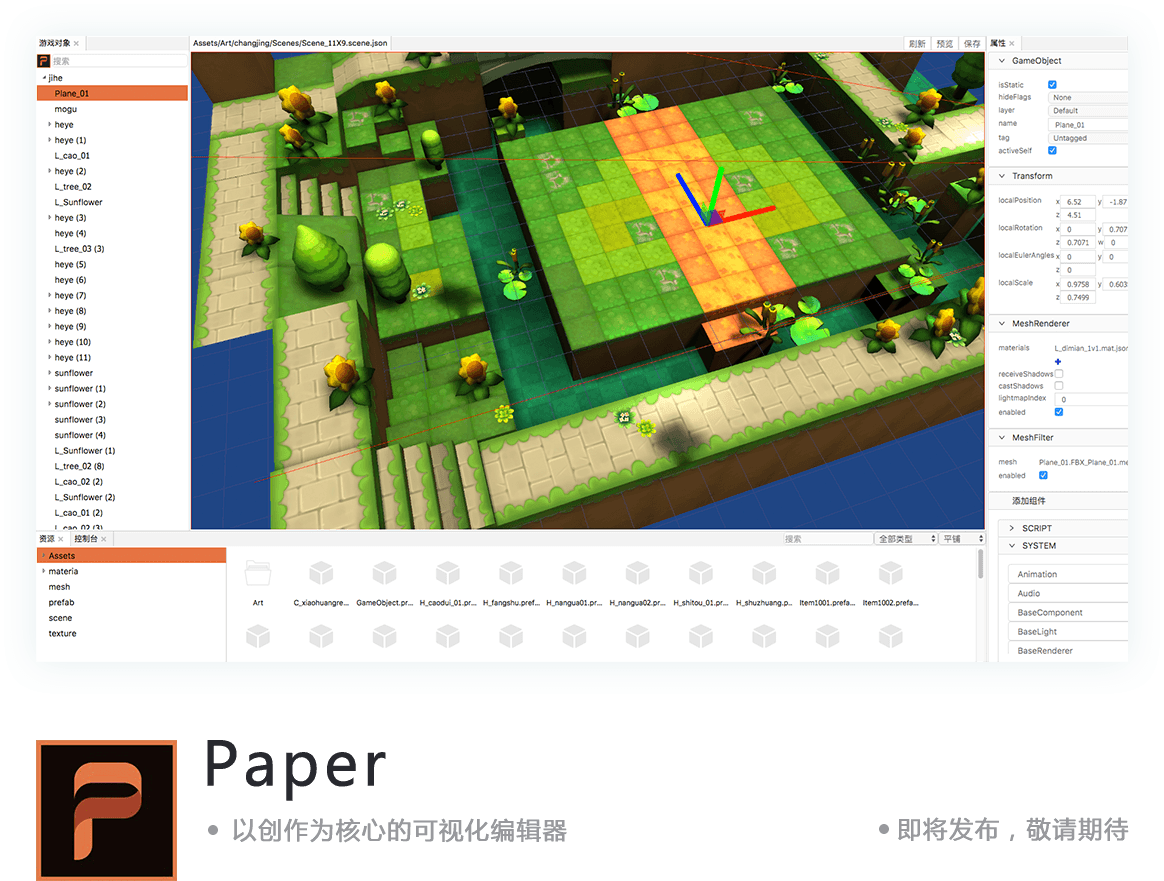 游戏对象 ×
搜索
jihe
Plane_01
mogu
heye
heye (1)
L_cao_01
heye (2)
L_tree_02
L_Sunflower
heye (3)
heye (4)
L_tree_03 (3)
heye (5)
heye (6)
heye (7)
heye (8)
heye (9)
heye (10)
heye (11)
sunflower
sunflower (1)
sunflower (2)
sunflower (3)
sunflower (4)
L_Sunflower (1)
L_tree_02 (8)
L_cao_02 (2)
L_Sunflower (2)
L_cao_01 (2)
L_cao_02 (3)
Assets/Art/changjing/Scenes/Scene_11X9.scene.json
刷新 预览 保存
属性 ×
GameObject
isStatic
hideFlags None
layer Default
name Plane_01
tag Untagged
activeSelf
Transform
localPosition x 6.52 y -1.87
z 4.51
localRotation x 0 y 0.707
z 0.7071 w 0
localEulerAngles x 0 y 0
z 0
localScale x 0.9758 y 0.603
z 0.7499
MeshRenderer
materials L_dimian_1v1.mat.json
receiveShadows
castShadows
lightmapIndex 0
enabled
MeshFilter
mesh Plane_01.FBX_Plane_01.me
enabled
添加组件
SCRIPT
SYSTEM
Animation
Audio
BaseComponent
BaseLight
BaseRenderer
资源 × 控制台 ×
搜索 全部类型 平铺
Assets
materia
mesh
prefab
scene
texture
Art C_xiaohuangre... GameObject.pr... H_caodui_01.pr... H_fangshu.pref... H_nangua01.pr... H_nangua02.pr... H_shitou_01.pr... H_shuzhuang.p... Item1001.prefa... Item1002.prefa...
Paper
• 以创作为核心的可视化编辑器
• 即将发布，敬请期待